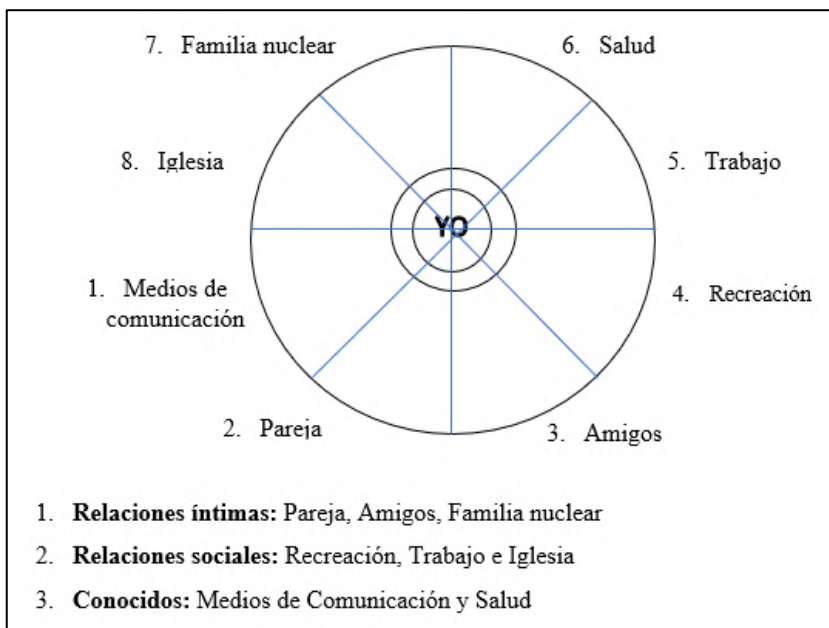 7. Familia nuclear
6. Salud
8. Iglesia
5. Trabajo
YO
1. Medios de
comunicación
4. Recreación
2. Pareja
3. Amigos
1. Relaciones íntimas: Pareja, Amigos, Familia nuclear
2. Relaciones sociales: Recreación, Trabajo e Iglesia
3. Conocidos: Medios de Comunicación y Salud